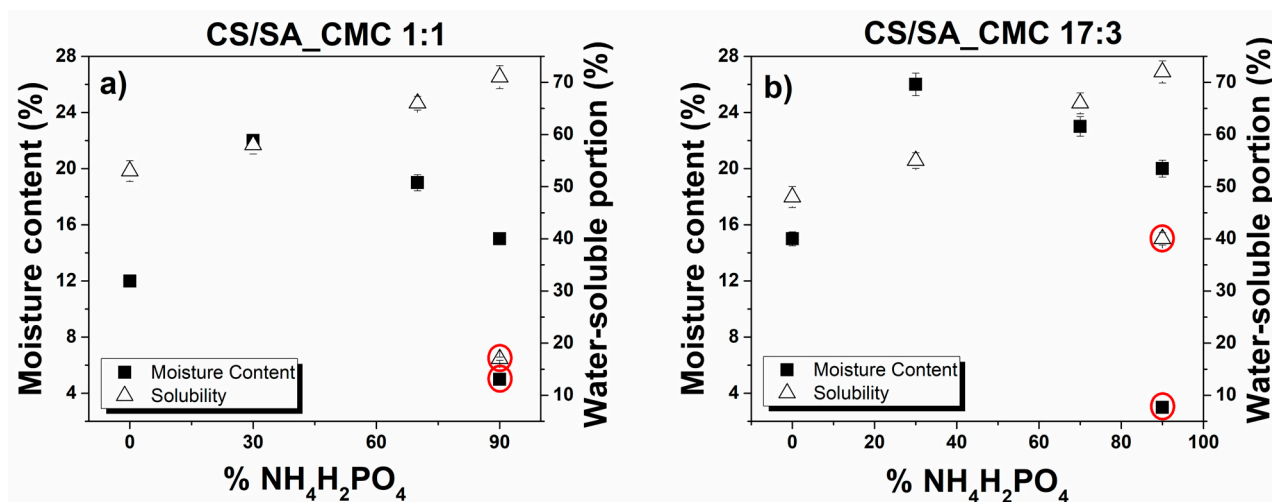 CS/SA_CMC 1:1
a)
Moisture content (%)
28
24
20
16
12
8
4
Water-soluble portion (%)
70
60
50
40
30
20
10
Moisture Content
Solubility
0 30 60 90
% NH₄H₂PO₄
CS/SA_CMC 17:3
b)
Moisture content (%)
28
24
20
16
12
8
4
Water-soluble portion (%)
70
60
50
40
30
20
10
Moisture Content
Solubility
0 20 40 60 80 100
% NH₄H₂PO₄